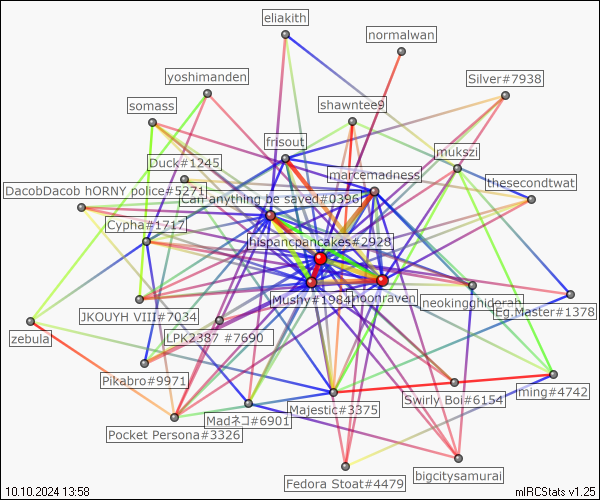 eliakith
normalwan
yoshimanden
Silver#7938
somass
shawntee9
frisout
mukszi
Duck#1245
marcemadness
thesecondtwat
DacobDacob hORNY police#5271
Can anything be saved#0396
Cypha#1717
hispancpancakes#2928
Mushy#1984
moonraven
neokingghidorah
Eg.Master#1378
JKOUYH VIII#7034
zebula
LPK2387 #7690
Pikabro#9971
ming#4742
Swirly Boi#6154
Majestic#3375
Madネコ#6901
Pocket Persona#3326
bigcitysamurai
Fedora Stoat#4479
10.10.2024 13:58
mIRCStats v1.25